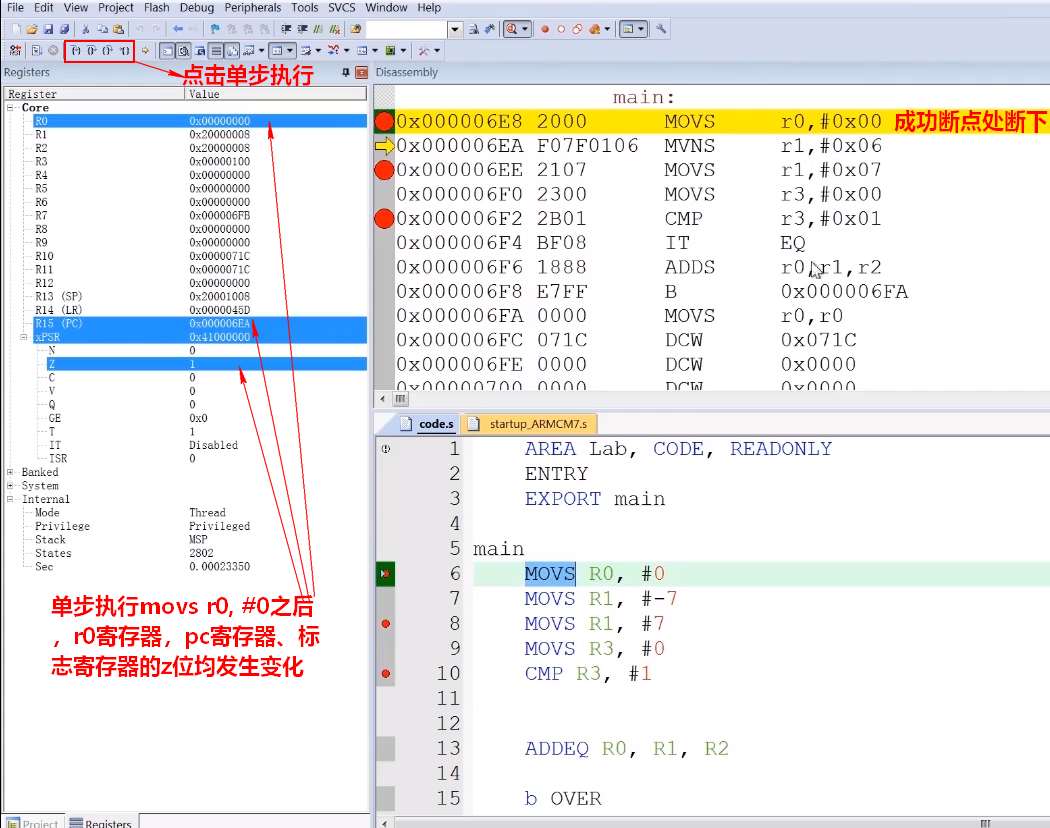 File Edit View Project Flash Debug Peripherals Tools SVCS Window Help
点击单步执行
Registers
Register Value
Core
R0 0x00000000
R1 0x20000008
R2 0x20000008
R3 0x00000100
R4 0x00000000
R5 0x00000000
R6 0x00000000
R7 0x000006FB
R8 0x00000000
R9 0x00000000
R10 0x0000071C
R11 0x0000071C
R12 0x00000000
R13 (SP) 0x20001008
R14 (LR) 0x0000045D
R15 (PC) 0x000006EA
xPSR 0x41000000
N 0
Z 1
C 0
V 0
Q 0
GE 0x0
T 1
IT Disabled
ISR 0
Banked
System
Internal
Mode Thread
Privilege Privileged
Stack MSP
States 2802
Sec 0.00023350
单步执行movs r0, #0之后
，r0寄存器，pc寄存器、标
志寄存器的z位均发生变化
Project Registers
Disassembly
main:
0x000006E8 2000 MOVS r0,#0x00 成功断点处断下
0x000006EA F07F0106 MVNS r1,#0x06
0x000006EE 2107 MOVS r1,#0x07
0x000006F0 2300 MOVS r3,#0x00
0x000006F2 2B01 CMP r3,#0x01
0x000006F4 BF08 IT EQ
0x000006F6 1888 ADDS r0,r1,r2
0x000006F8 E7FF B 0x000006FA
0x000006FA 0000 MOVS r0,r0
0x000006FC 071C DCW 0x071C
0x000006FE 0000 DCW 0x0000
0x00000700 0000 DCW 0x0000
code.s startup_ARMCM7.s
1 AREA Lab, CODE, READONLY
2 ENTRY
3 EXPORT main
4
5 main
6 MOVS R0, #0
7 MOVS R1, #-7
8 MOVS R1, #7
9 MOVS R3, #0
10 CMP R3, #1
11
12
13 ADDEQ R0, R1, R2
14
15 b OVER